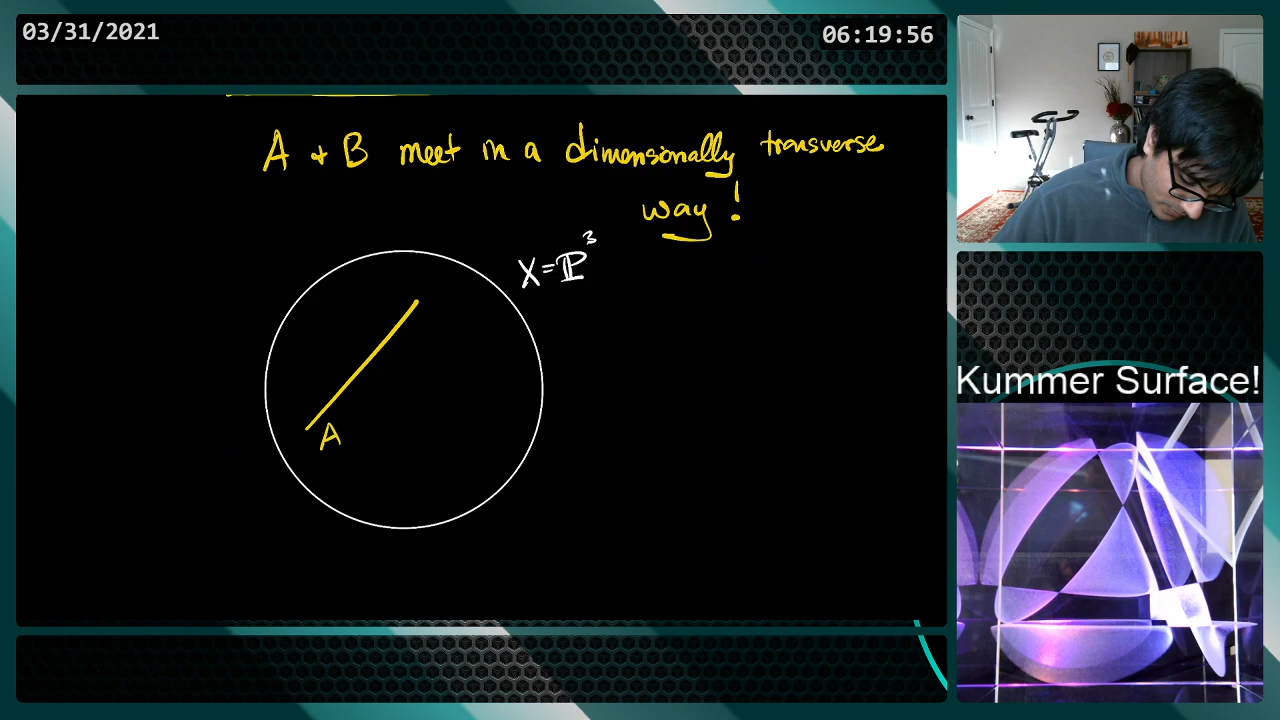 03/31/2021
06:19:56
A + B meet in a dimensionally transverse
way!
X=ℙ³
A
Kummer Surface!